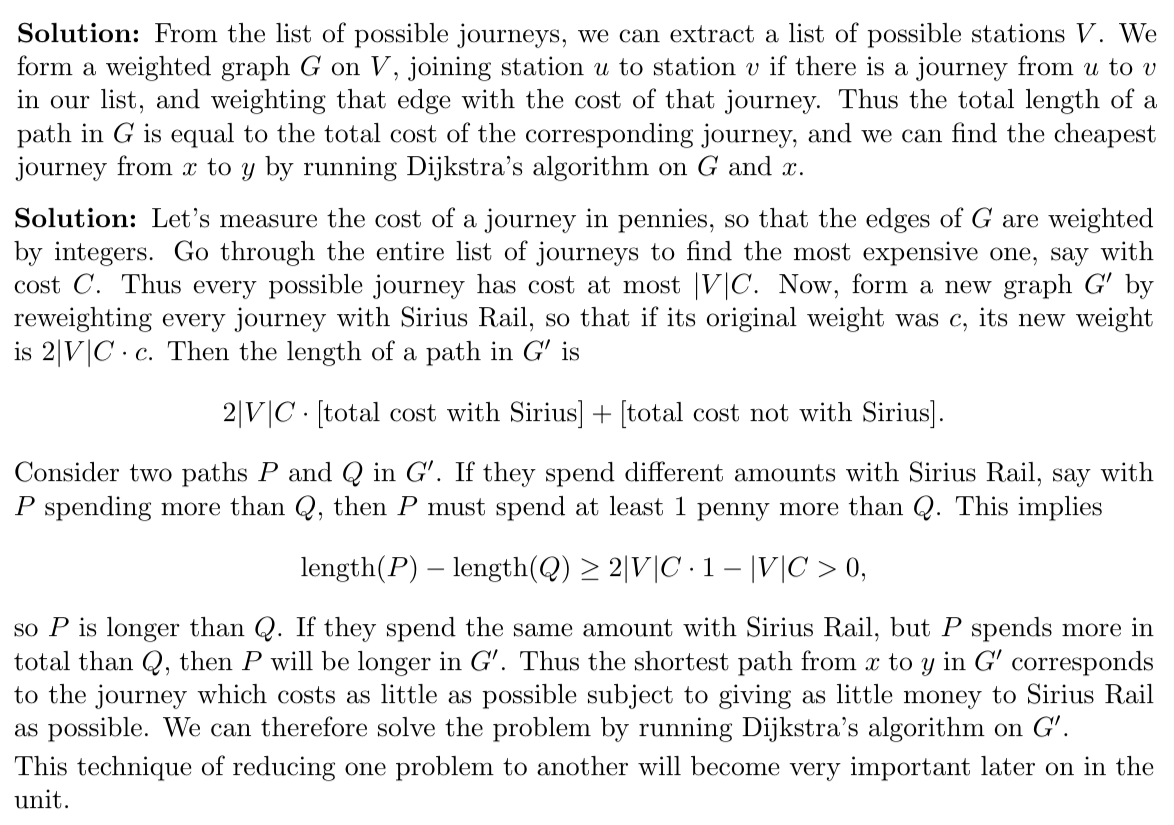 Solution: From the list of possible journeys, we can extract a list of possible stations V. We
form a weighted graph G on V, joining station u to station v if there is a journey from u to v
in our list, and weighting that edge with the cost of that journey. Thus the total length of a
path in G is equal to the total cost of the corresponding journey, and we can find the cheapest
journey from x to y by running Dijkstra's algorithm on G and x.
Solution: Let's measure the cost of a journey in pennies, so that the edges of G are weighted
by integers. Go through the entire list of journeys to find the most expensive one, say with
cost C. Thus every possible journey has cost at most |V|C. Now, form a new graph G′ by
reweighting every journey with Sirius Rail, so that if its original weight was c, its new weight
is 2|V|C · c. Then the length of a path in G′ is
2|V|C · [total cost with Sirius] + [total cost not with Sirius].
Consider two paths P and Q in G′. If they spend different amounts with Sirius Rail, say with
P spending more than Q, then P must spend at least 1 penny more than Q. This implies
length(P) − length(Q) ≥ 2|V|C · 1 − |V|C > 0,
so P is longer than Q. If they spend the same amount with Sirius Rail, but P spends more in
total than Q, then P will be longer in G′. Thus the shortest path from x to y in G′ corresponds
to the journey which costs as little as possible subject to giving as little money to Sirius Rail
as possible. We can therefore solve the problem by running Dijkstra's algorithm on G′.
This technique of reducing one problem to another will become very important later on in the
unit.